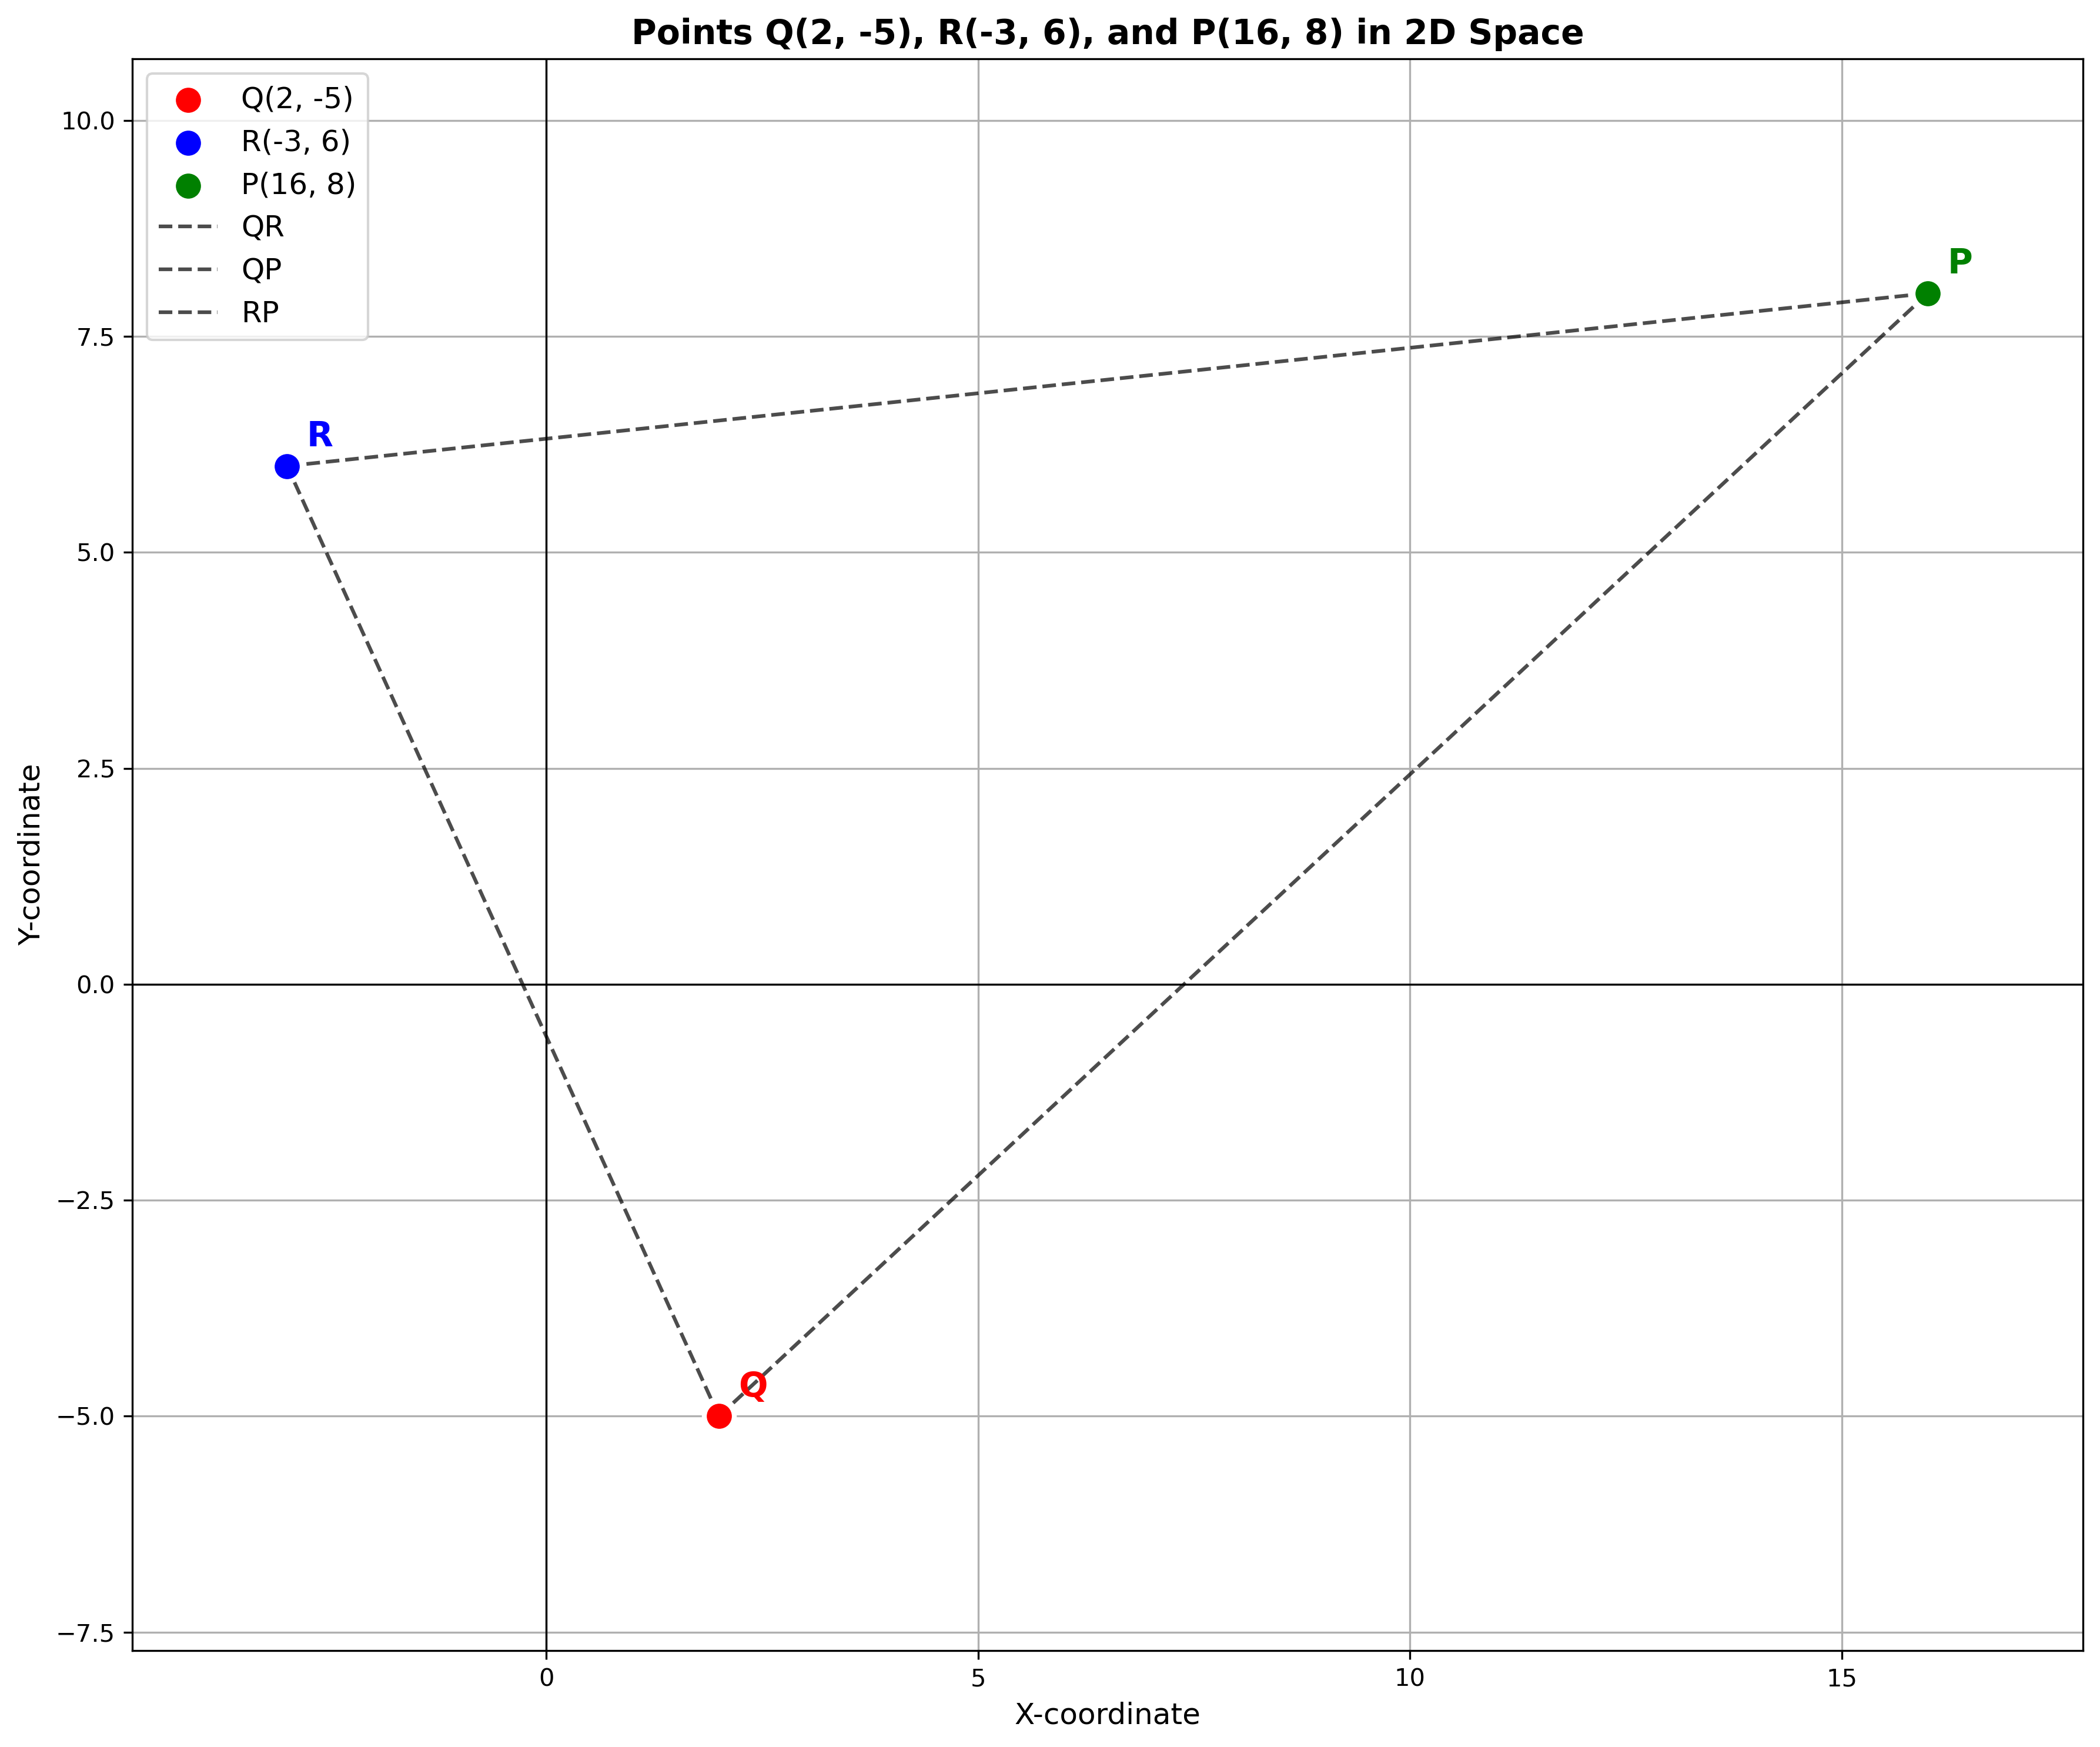 Points Q(2, -5), R(-3, 6), and P(16, 8) in 2D Space
Q(2, -5)
R(-3, 6)
P(16, 8)
QR
QP
RP
10.0
7.5
5.0
2.5
0.0
−2.5
−5.0
−7.5
Y-coordinate
P
R
Q
0
5
10
15
X-coordinate